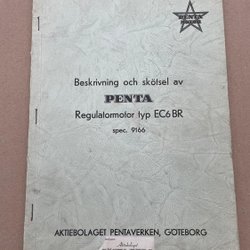 PENTA
Beskrivning och skötsel av
PENTA
Regulatormotor typ EC6BR
spec. 9166
AKTIEBOLAGET PENTAVERKEN, GÖTEBORG